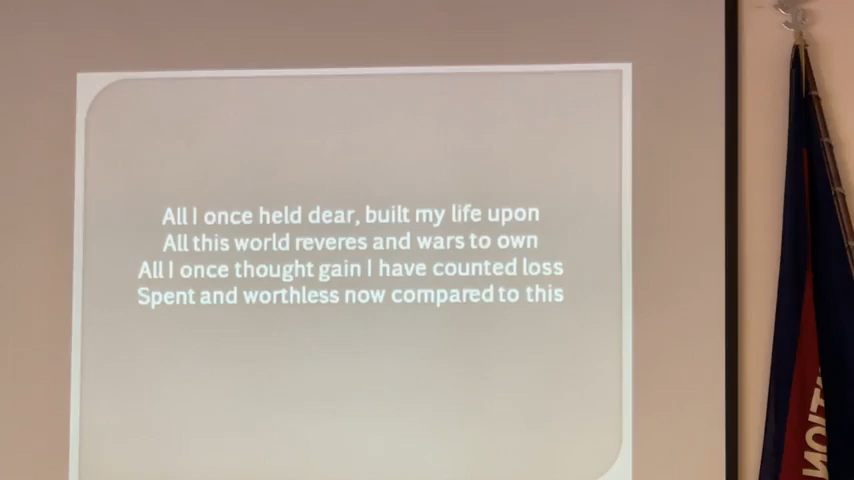 All I once held dear, built my life upon
All this world reveres and wars to own
All I once thought gain I have counted loss
Spent and worthless now compared to this